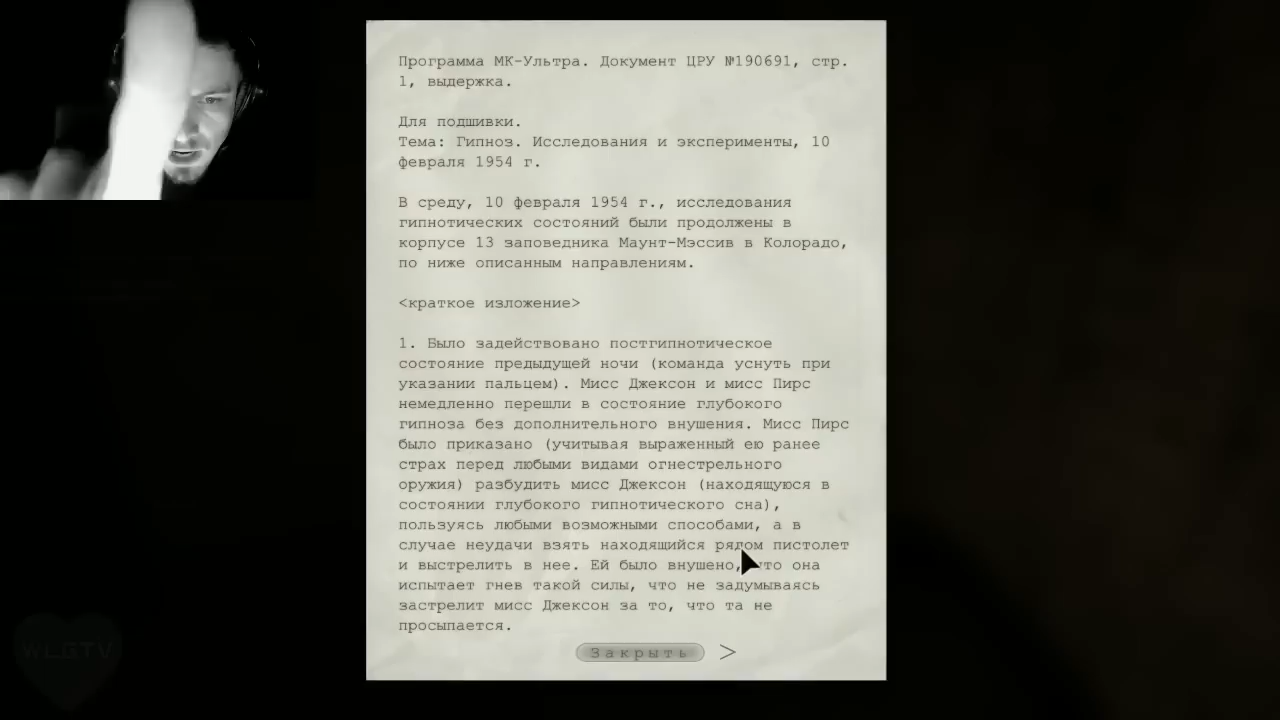 Программа МК-Ультра. Документ ЦРУ №190691, стр.
1, выдержка.
Для подшивки.
Тема: Гипноз. Исследования и эксперименты, 10
февраля 1954 г.
В среду, 10 февраля 1954 г., исследования
гипнотических состояний были продолжены в
корпусе 13 заповедника Маунт-Мэссив в Колорадо,
по ниже описанным направлениям.
<краткое изложение>
1. Было задействовано постгипнотическое
состояние предыдущей ночи (команда уснуть при
указании пальцем). Мисс Джексон и мисс Пирс
немедленно перешли в состояние глубокого
гипноза без дополнительного внушения. Мисс Пирс
было приказано (учитывая выраженный ею ранее
страх перед любыми видами огнестрельного
оружия) разбудить мисс Джексон (находящуюся в
состоянии глубокого гипнотического сна),
пользуясь любыми возможными способами, а в
случае неудачи взять находящийся рядом пистолет
и выстрелить в нее. Ей было внушено, что она
испытает гнев такой силы, что не задумываясь
застрелит мисс Джексон за то, что та не
просыпается.
Закрыть >
WLGTV